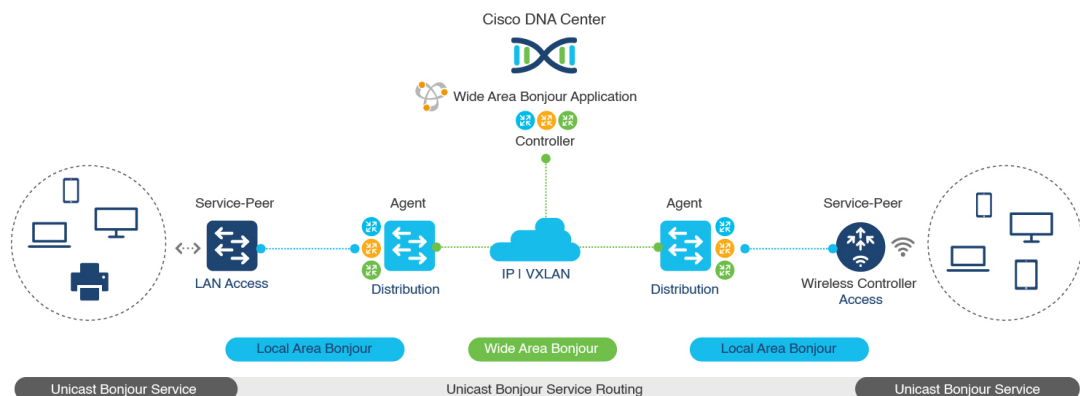 Cisco DNA Center
Wide Area Bonjour Application
Controller
Service-Peer
Agent
Agent
Service-Peer
IP | VXLAN
LAN Access
Distribution
Distribution
Wireless Controller
Access
Local Area Bonjour
Wide Area Bonjour
Local Area Bonjour
Unicast Bonjour Service
Unicast Bonjour Service Routing
Unicast Bonjour Service